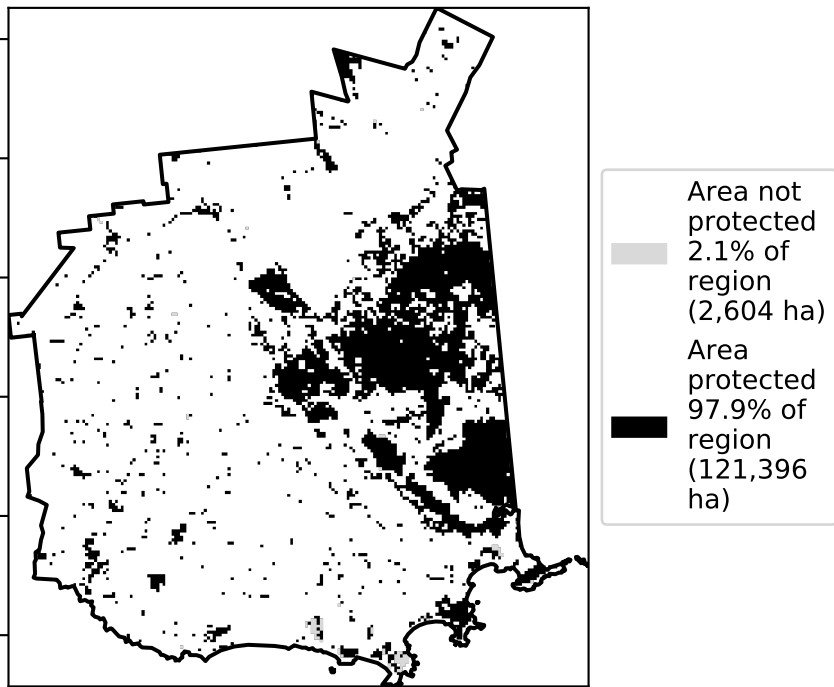 Area not
protected
2.1% of
region
(2,604 ha)
Area
protected
97.9% of
region
(121,396
ha)